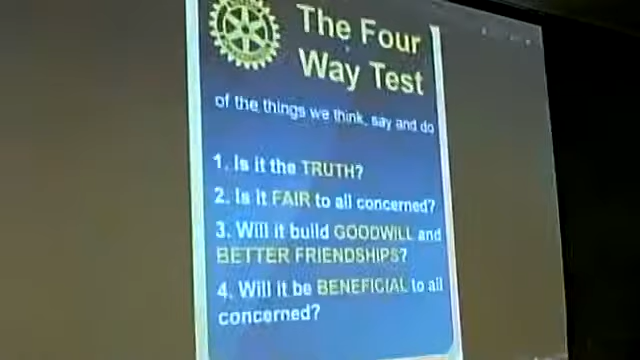 The Four
Way Test
of the things we think, say and do
1. Is it the TRUTH?
2. Is it FAIR to all concerned?
3. Will it build GOODWILL and
BETTER FRIENDSHIPS?
4. Will it be BENEFICIAL to all
concerned?